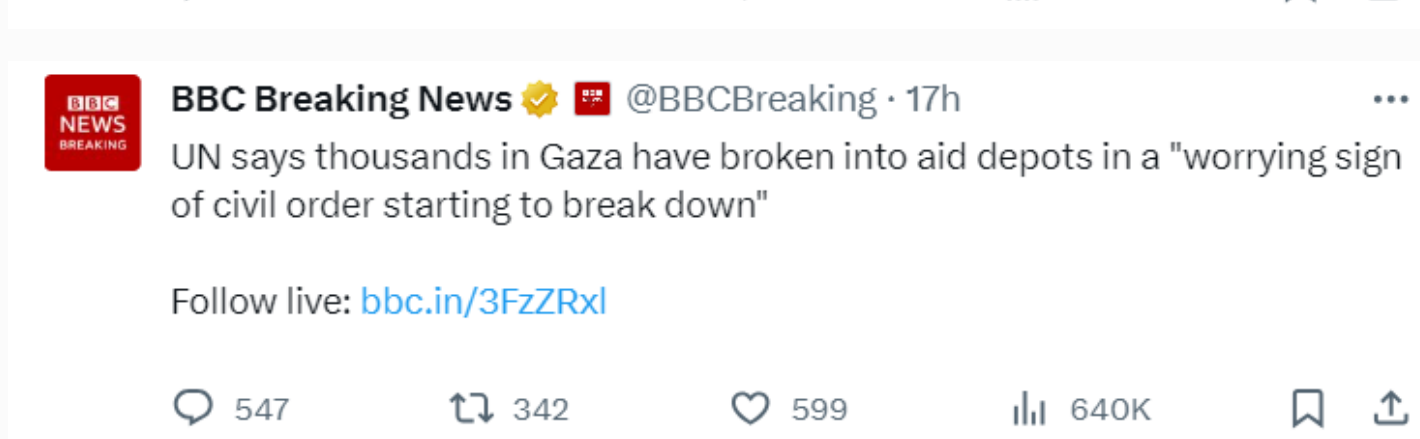 BBC
NEWS
BREAKING
BBC Breaking News @BBCBreaking · 17h
UN says thousands in Gaza have broken into aid depots in a "worrying sign
of civil order starting to break down"
Follow live: bbc.in/3FzZRxl
547 342 599 640K